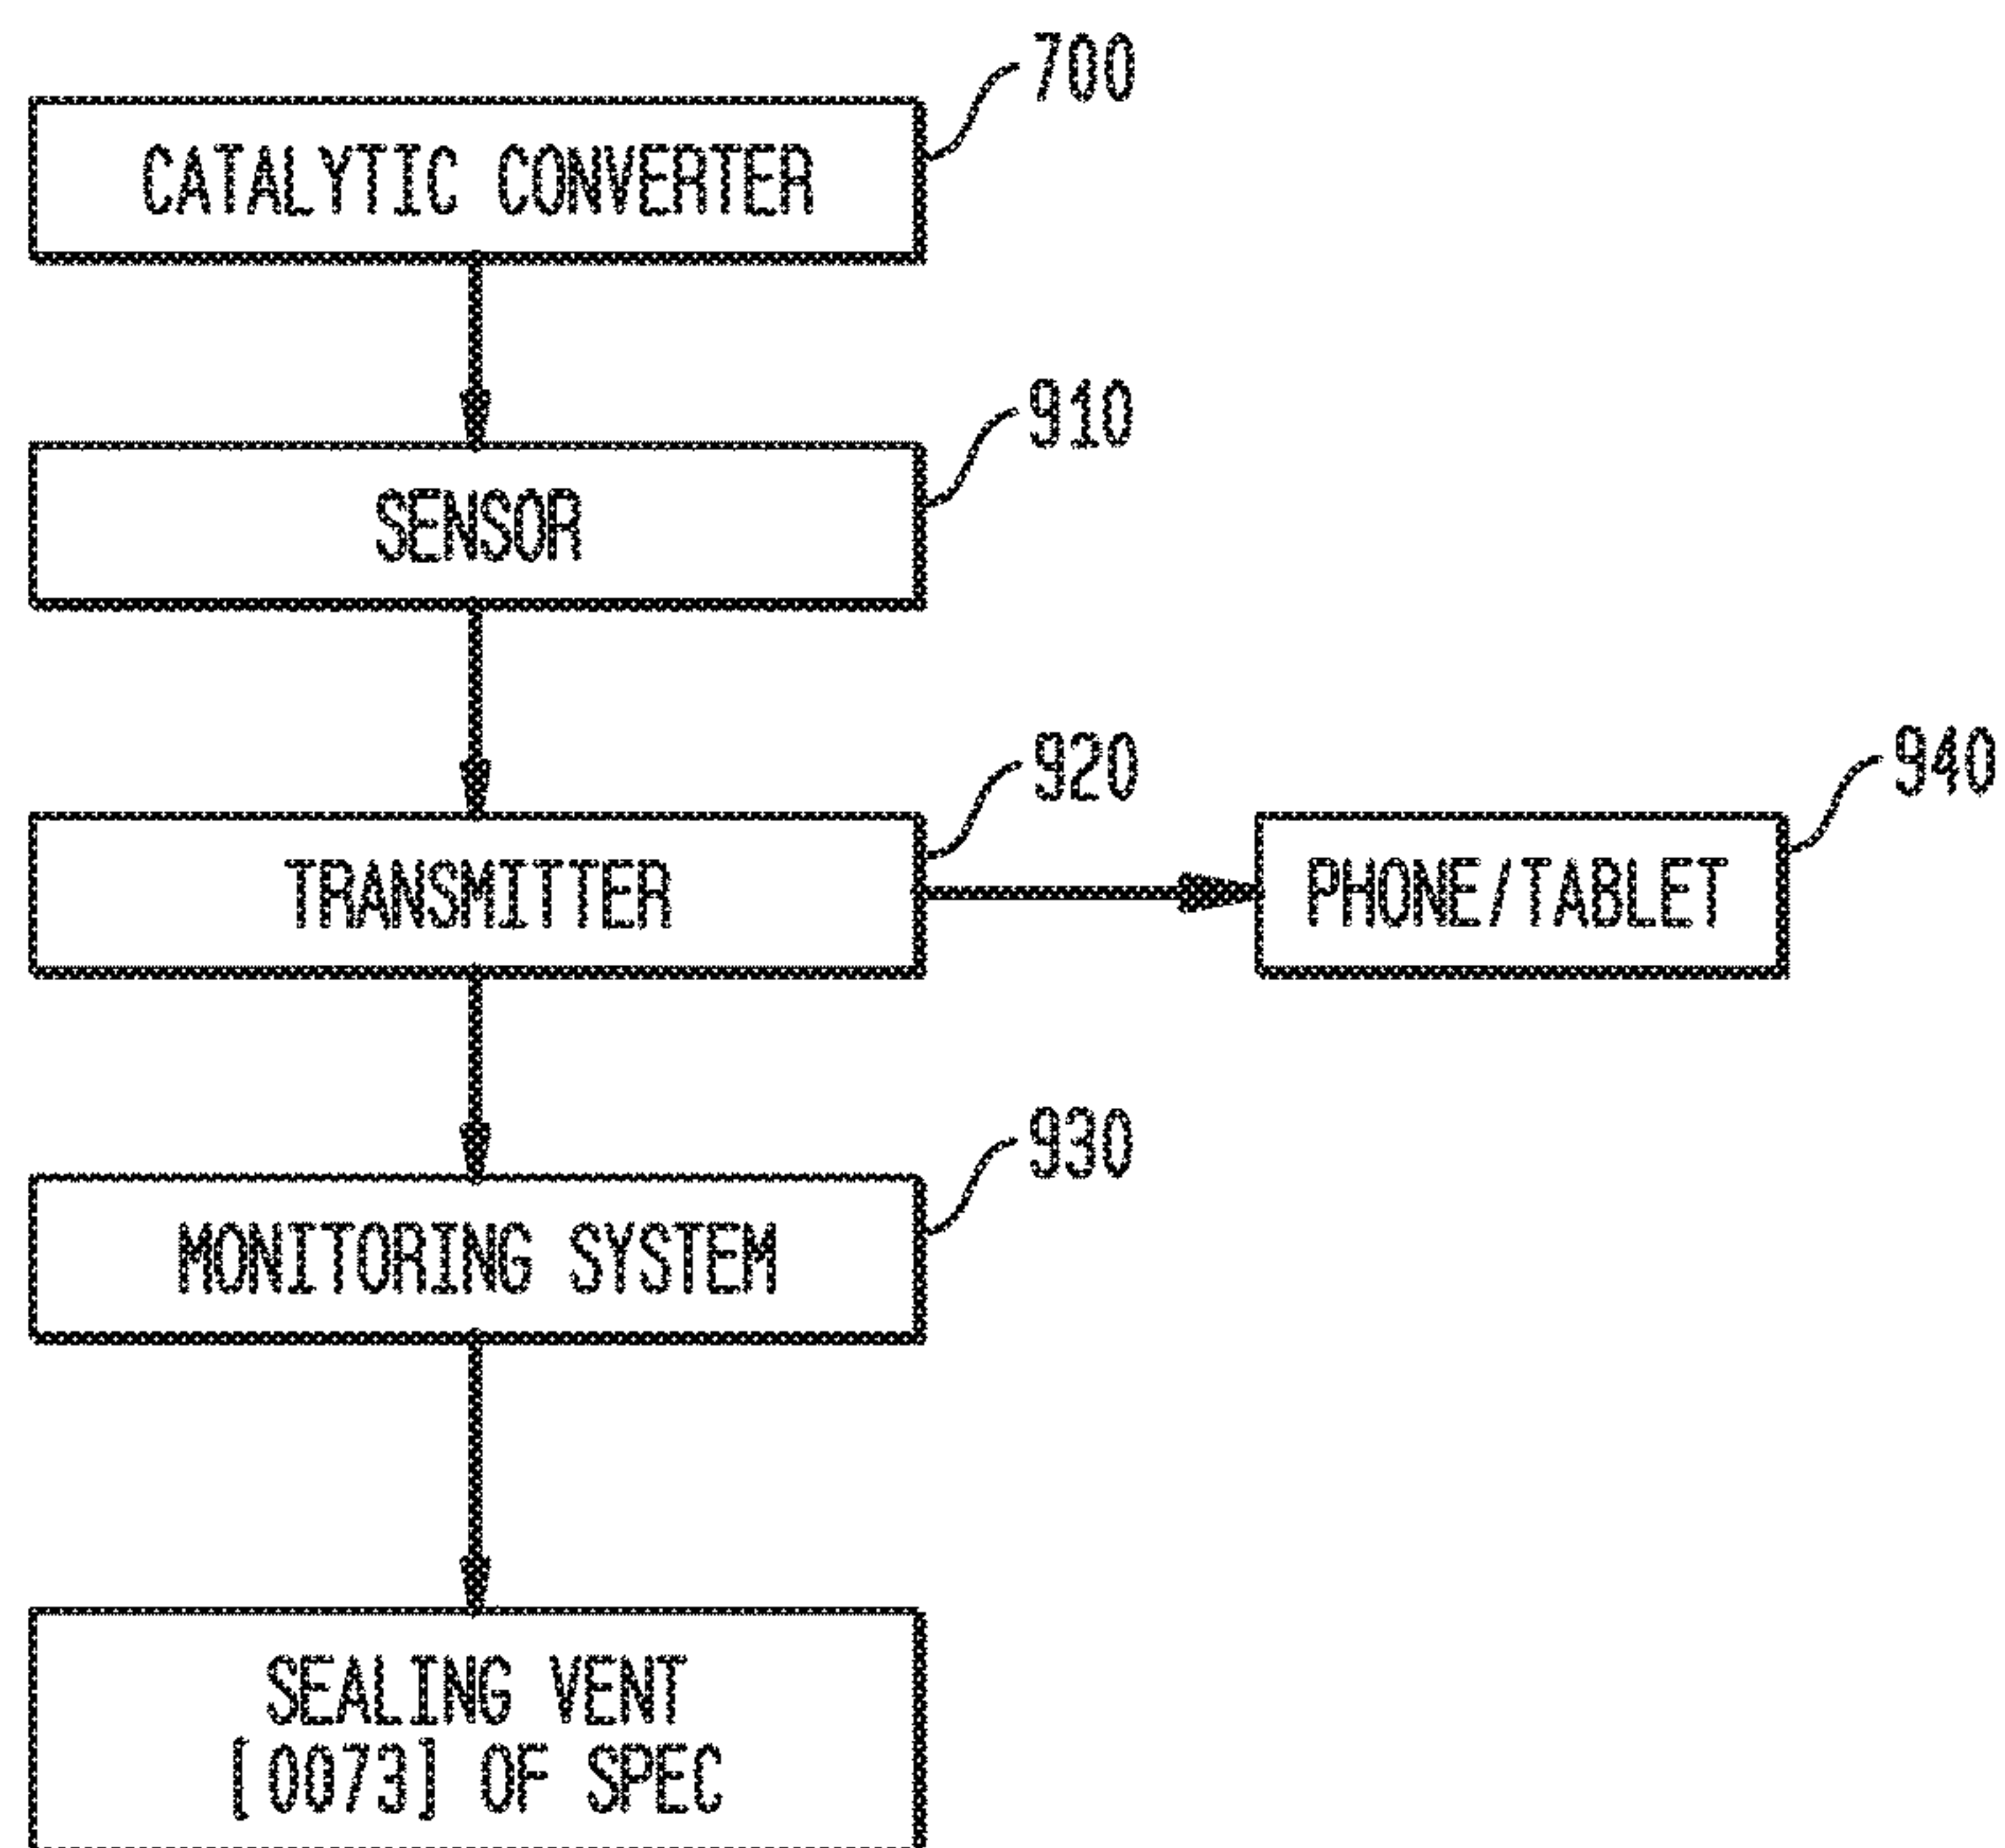 700
CATALYTIC CONVERTER
910
SENSOR
920
940
TRANSMITTER
PHONE/TABLET
930
MONITORING SYSTEM
SEALING VENT
[0073] OF SPEC